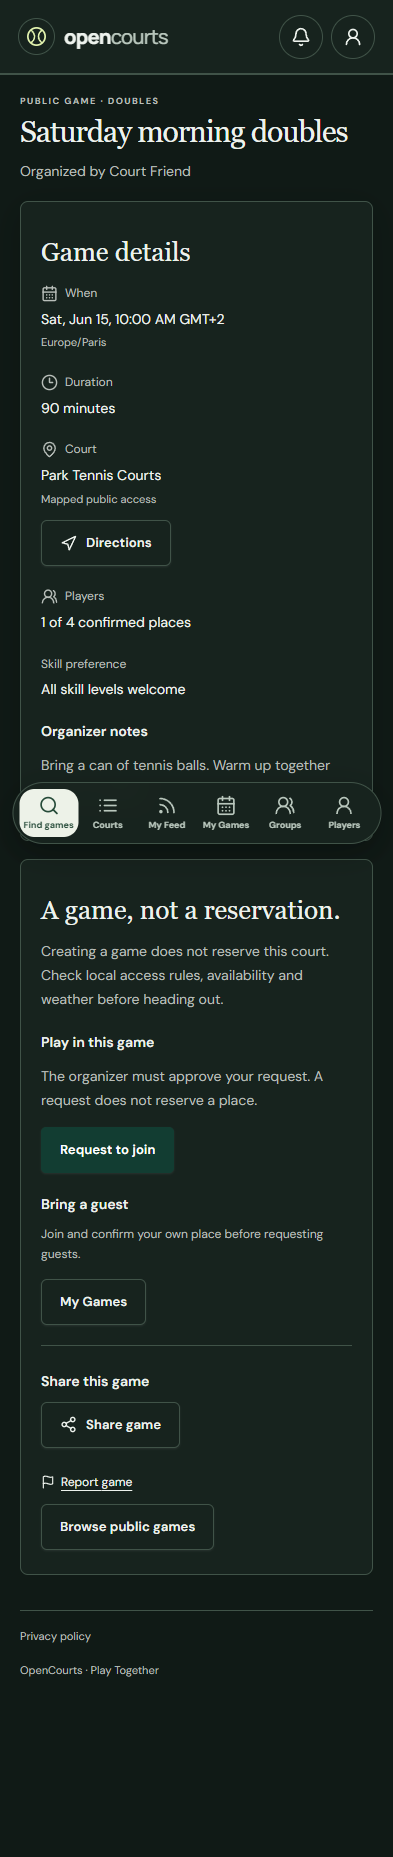 opencourts
PUBLIC GAME · DOUBLES
Saturday morning doubles
Organized by Court Friend
Game details
When
Sat, Jun 15, 10:00 AM GMT+2
Europe/Paris
Duration
90 minutes
Court
Park Tennis Courts
Mapped public access
Directions
Players
1 of 4 confirmed places
Skill preference
All skill levels welcome
Organizer notes
Bring a can of tennis balls. Warm up together
Find games
Courts
My Feed
My Games
Groups
Players
A game, not a reservation.
Creating a game does not reserve this court.
Check local access rules, availability and
weather before heading out.
Play in this game
The organizer must approve your request. A
request does not reserve a place.
Request to join
Bring a guest
Join and confirm your own place before requesting
guests.
My Games
Share this game
Share game
Report game
Browse public games
Privacy policy
OpenCourts · Play Together